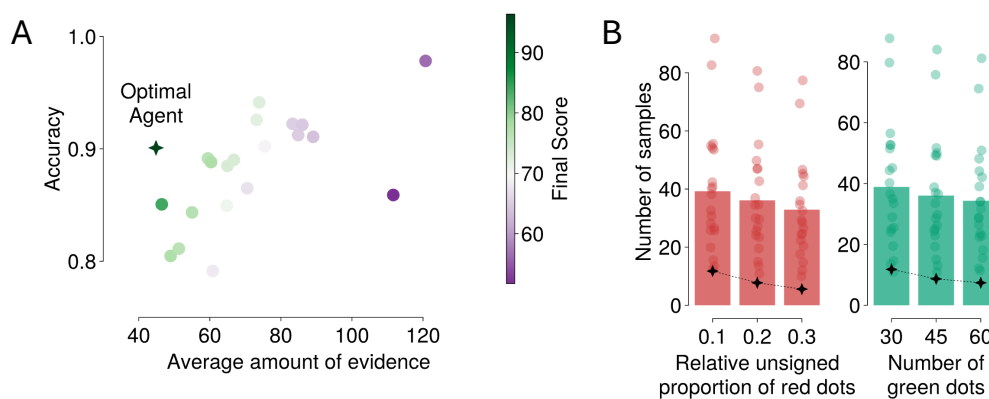 A
1.0
0.9
0.8
Accuracy
Optimal
Agent
40 60 80 100 120
Average amount of evidence
90
80
70
60
Final Score
B
80
60
40
20
0
Number of samples
0.1 0.2 0.3
Relative unsigned
proportion of red dots
80
60
40
20
0
30 45 60
Number of
green dots